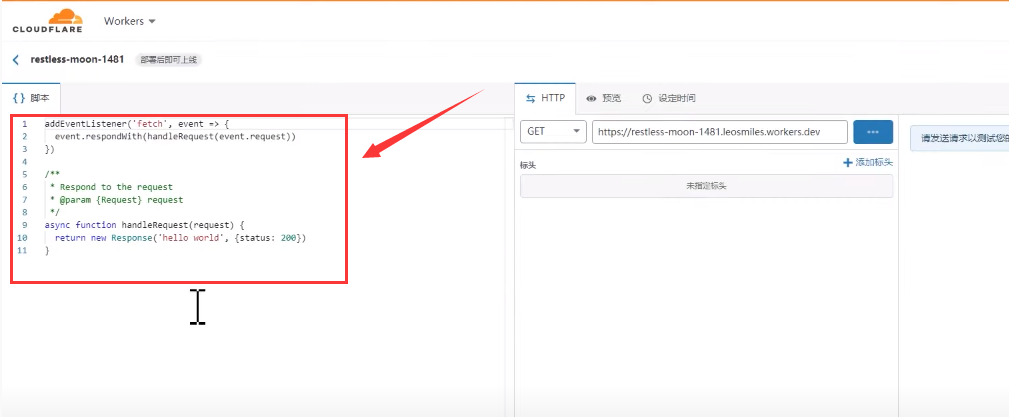 CLOUDFLARE
Workers
restless-moon-1481 部署后即可上线
{} 脚本
1 addEventListener('fetch', event => {
2   event.respondWith(handleRequest(event.request))
3 })
4
5 /**
6  * Respond to the request
7  * @param {Request} request
8  */
9 async function handleRequest(request) {
10   return new Response('hello world', {status: 200})
11 }
HTTP 预览 设定时间
GET https://restless-moon-1481.leosmiles.workers.dev ...
标头 添加标头
未指定标头
请发送请求以测试您